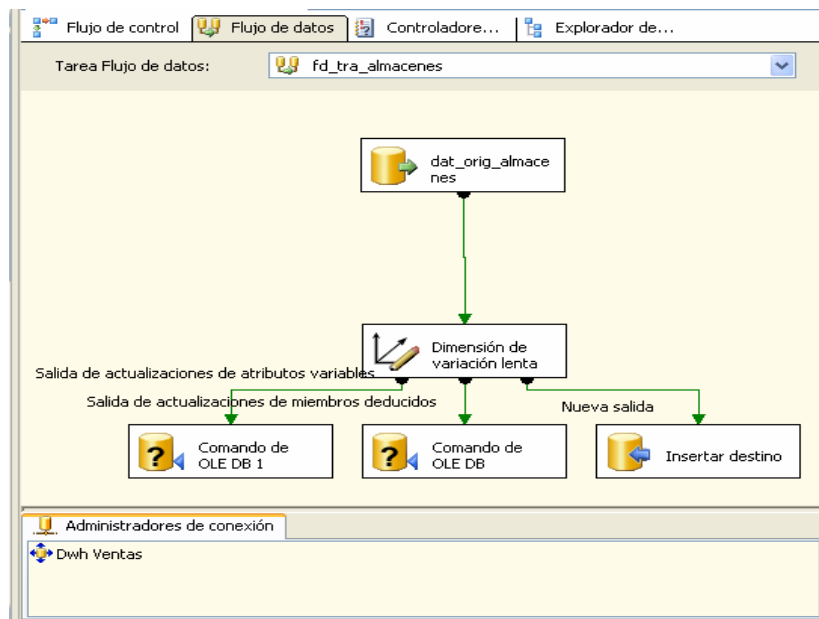 Flujo de control Flujo de datos Controladore... Explorador de...
Tarea Flujo de datos: fd_tra_almacenes
dat_orig_almace
nes
Dimensión de
variación lenta
Salida de actualizaciones de atributos variables
Salida de actualizaciones de miembros deducidos
Nueva salida
Comando de
OLE DB 1
Comando de
OLE DB
Insertar destino
Administradores de conexión
Dwh Ventas